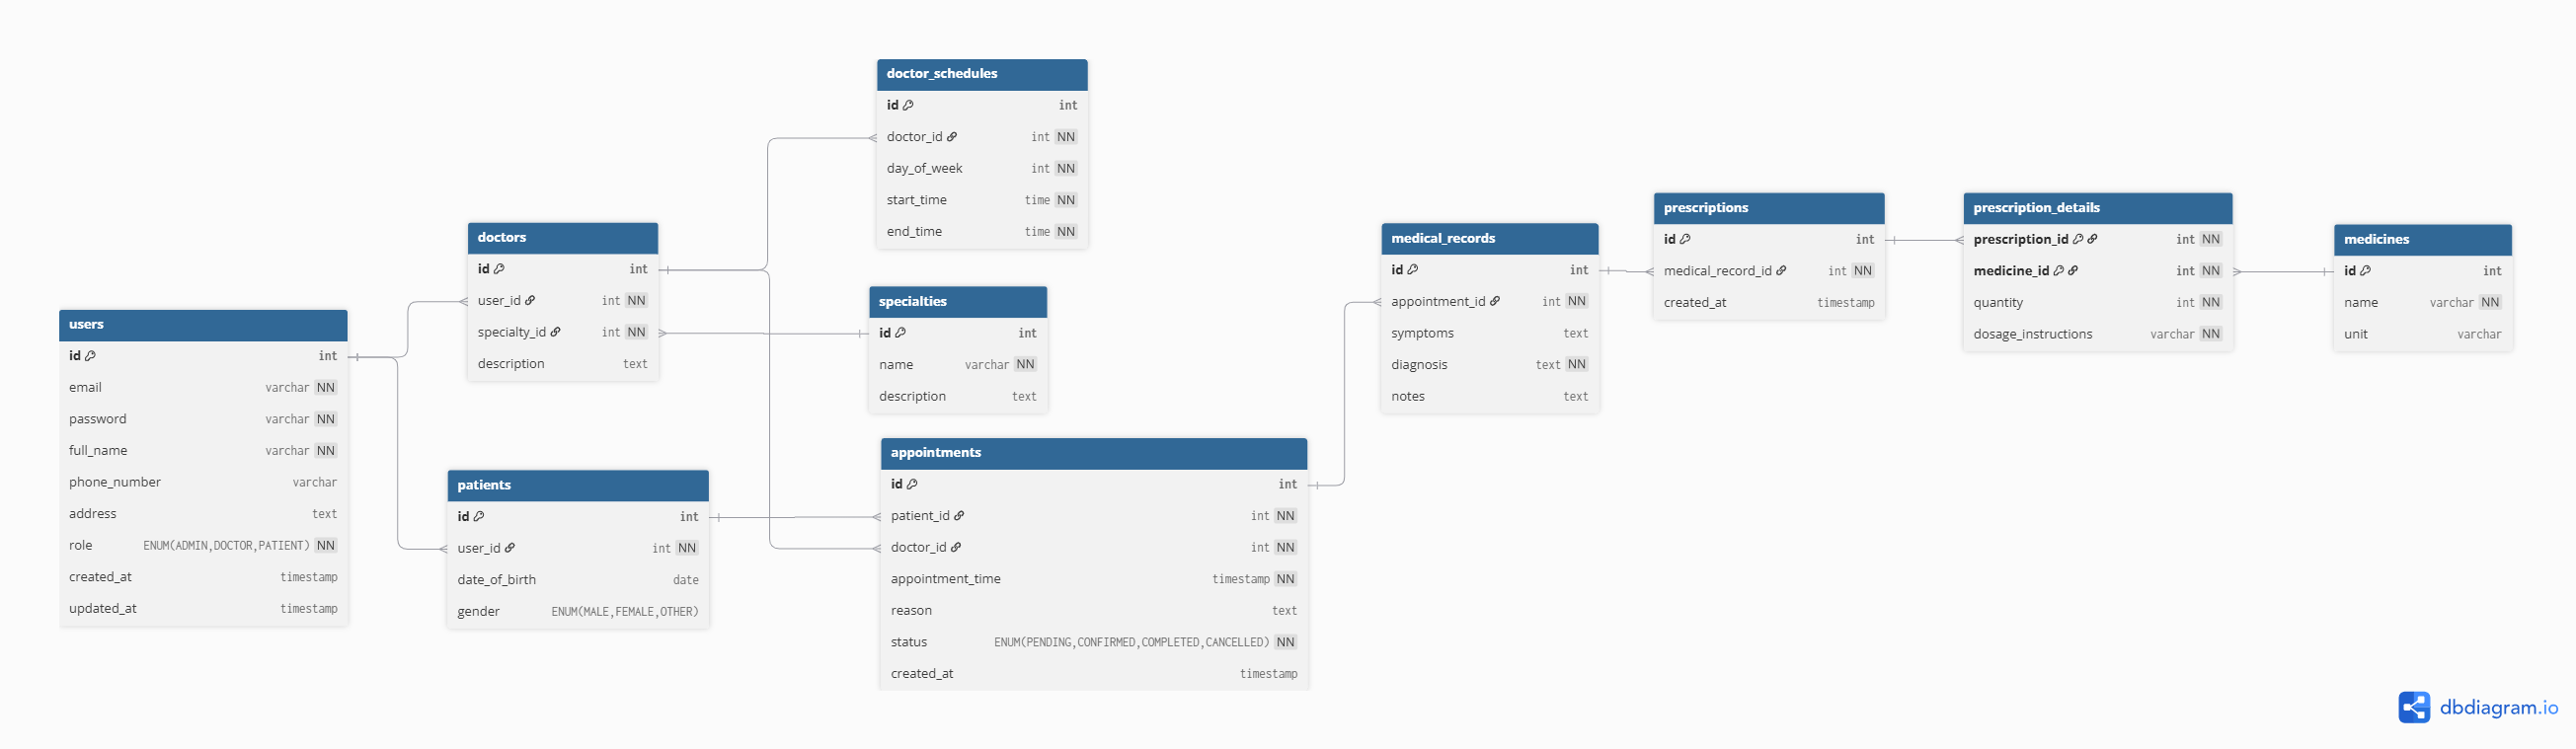 users
id int
email varchar NN
password varchar NN
full_name varchar NN
phone_number varchar
address text
role ENUM(ADMIN,DOCTOR,PATIENT) NN
created_at timestamp
updated_at timestamp
doctors
id int
user_id int NN
specialty_id int NN
description text
patients
id int
user_id int NN
date_of_birth date
gender ENUM(MALE,FEMALE,OTHER)
doctor_schedules
id int
doctor_id int NN
day_of_week int NN
start_time time NN
end_time time NN
specialties
id int
name varchar NN
description text
appointments
id int
patient_id int NN
doctor_id int NN
appointment_time timestamp NN
reason text
status ENUM(PENDING,CONFIRMED,COMPLETED,CANCELLED) NN
created_at timestamp
medical_records
id int
appointment_id int NN
symptoms text
diagnosis text NN
notes text
prescriptions
id int
medical_record_id int NN
created_at timestamp
prescription_details
prescription_id int NN
medicine_id int NN
quantity int NN
dosage_instructions varchar NN
medicines
id int
name varchar NN
unit varchar
dbdiagram.io